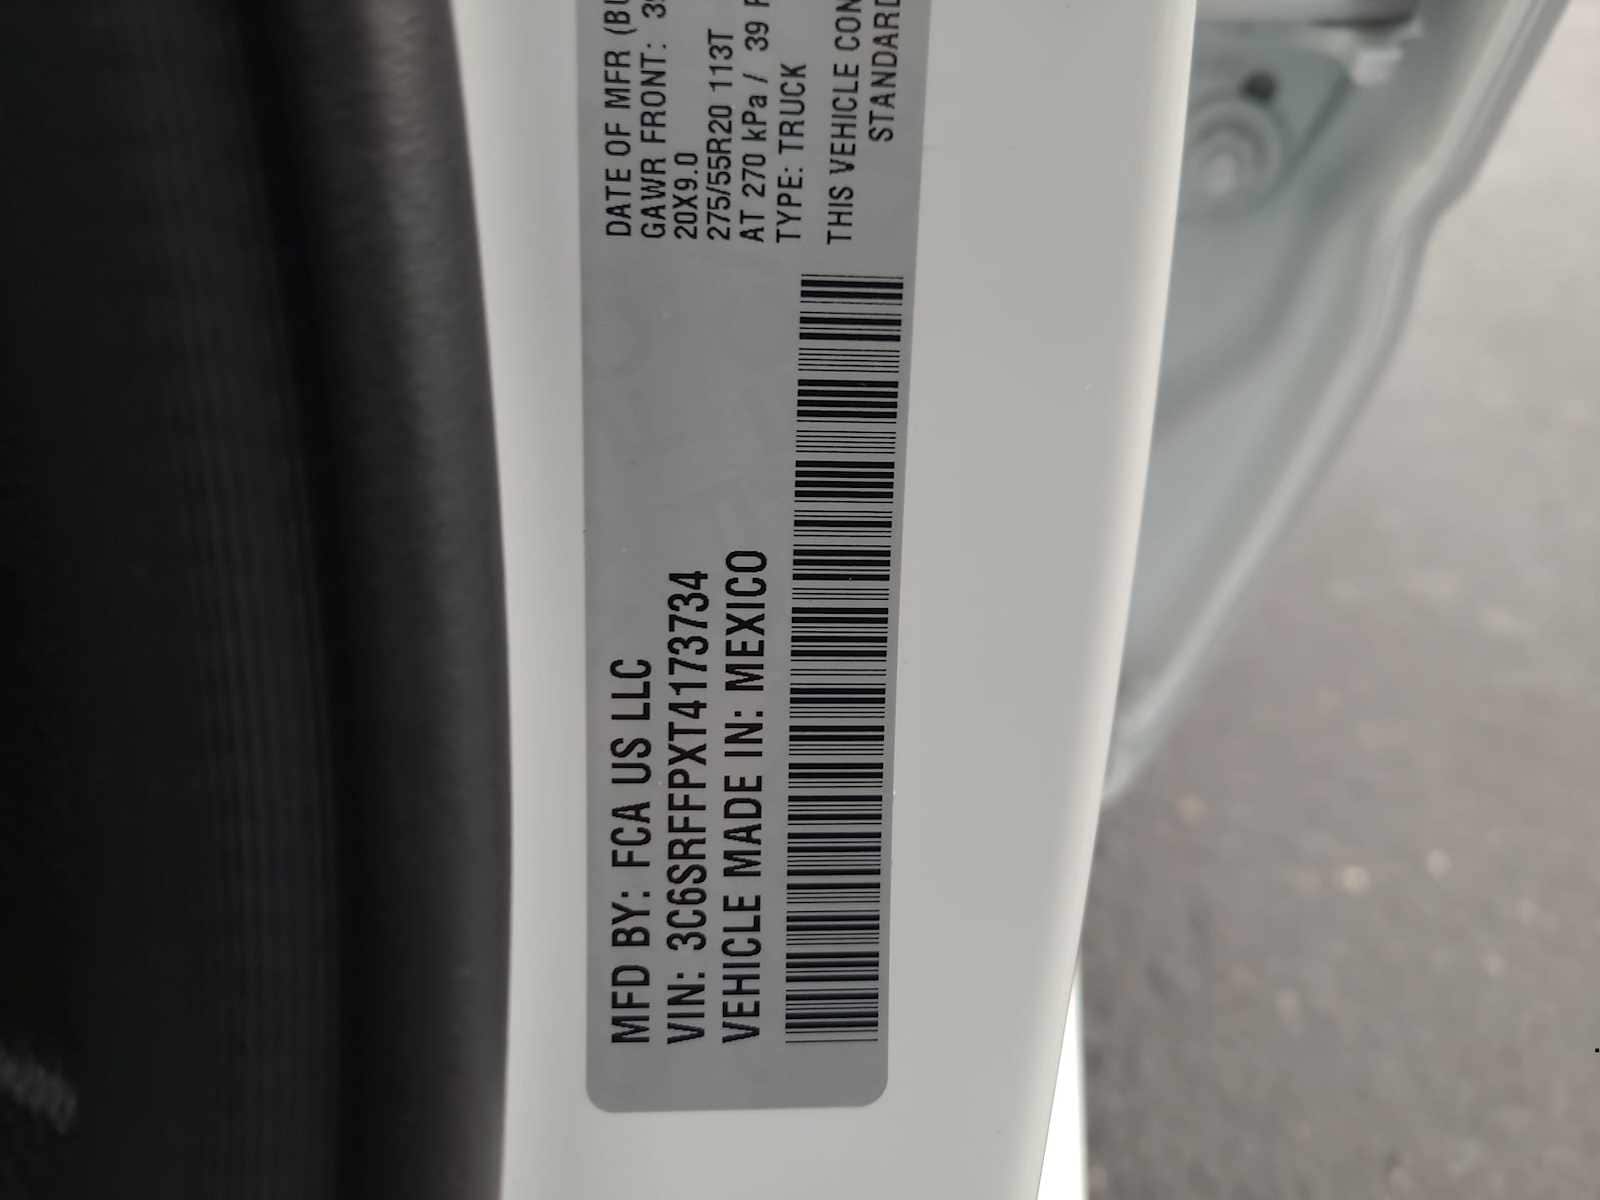 MFD BY: FCA US LLC
VIN: 3C6SRFFPXT4173734
VEHICLE MADE IN: MEXICO
DATE OF MFR (BU
GAWR FRONT: 39
20X9.0
275/55R20 113T
AT 270 kPa / 39 P
TYPE: TRUCK
THIS VEHICLE CON
STANDARD